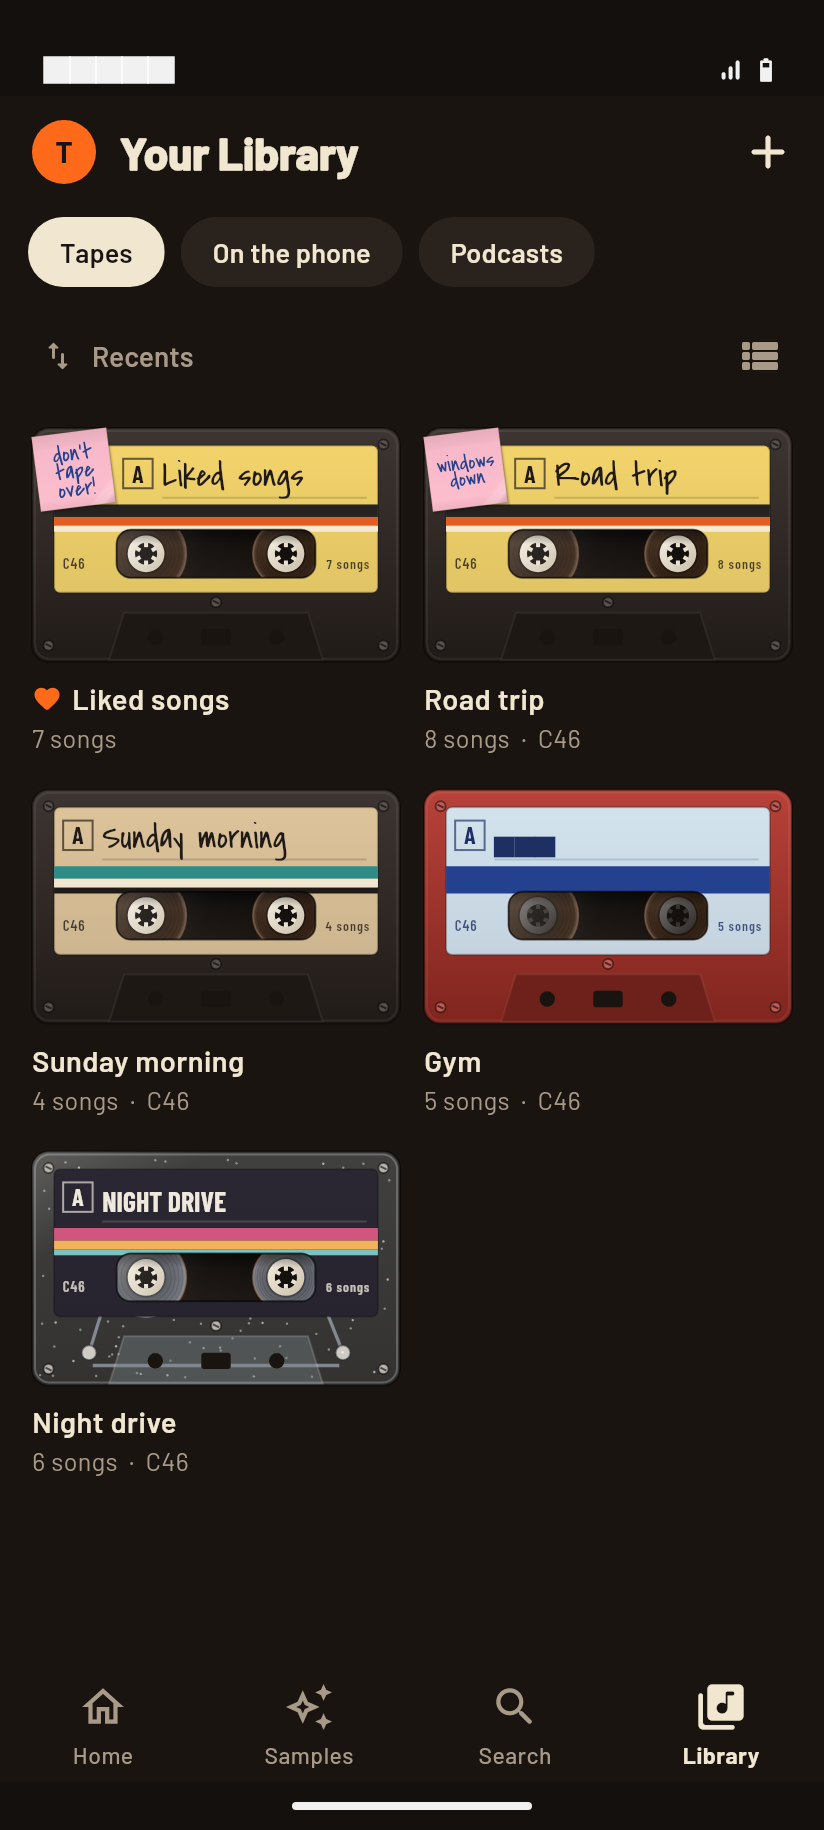 T Your Library
Tapes On the phone Podcasts
Recents
don't
tape
over!
A Liked songs
C46 7 songs
windows
down
A Road trip
C46 8 songs
Liked songs
7 songs
Road trip
8 songs · C46
A Sunday morning
C46 4 songs
A
C46 5 songs
Sunday morning
4 songs · C46
Gym
5 songs · C46
A NIGHT DRIVE
C46 6 songs
Night drive
6 songs · C46
Home Samples Search Library